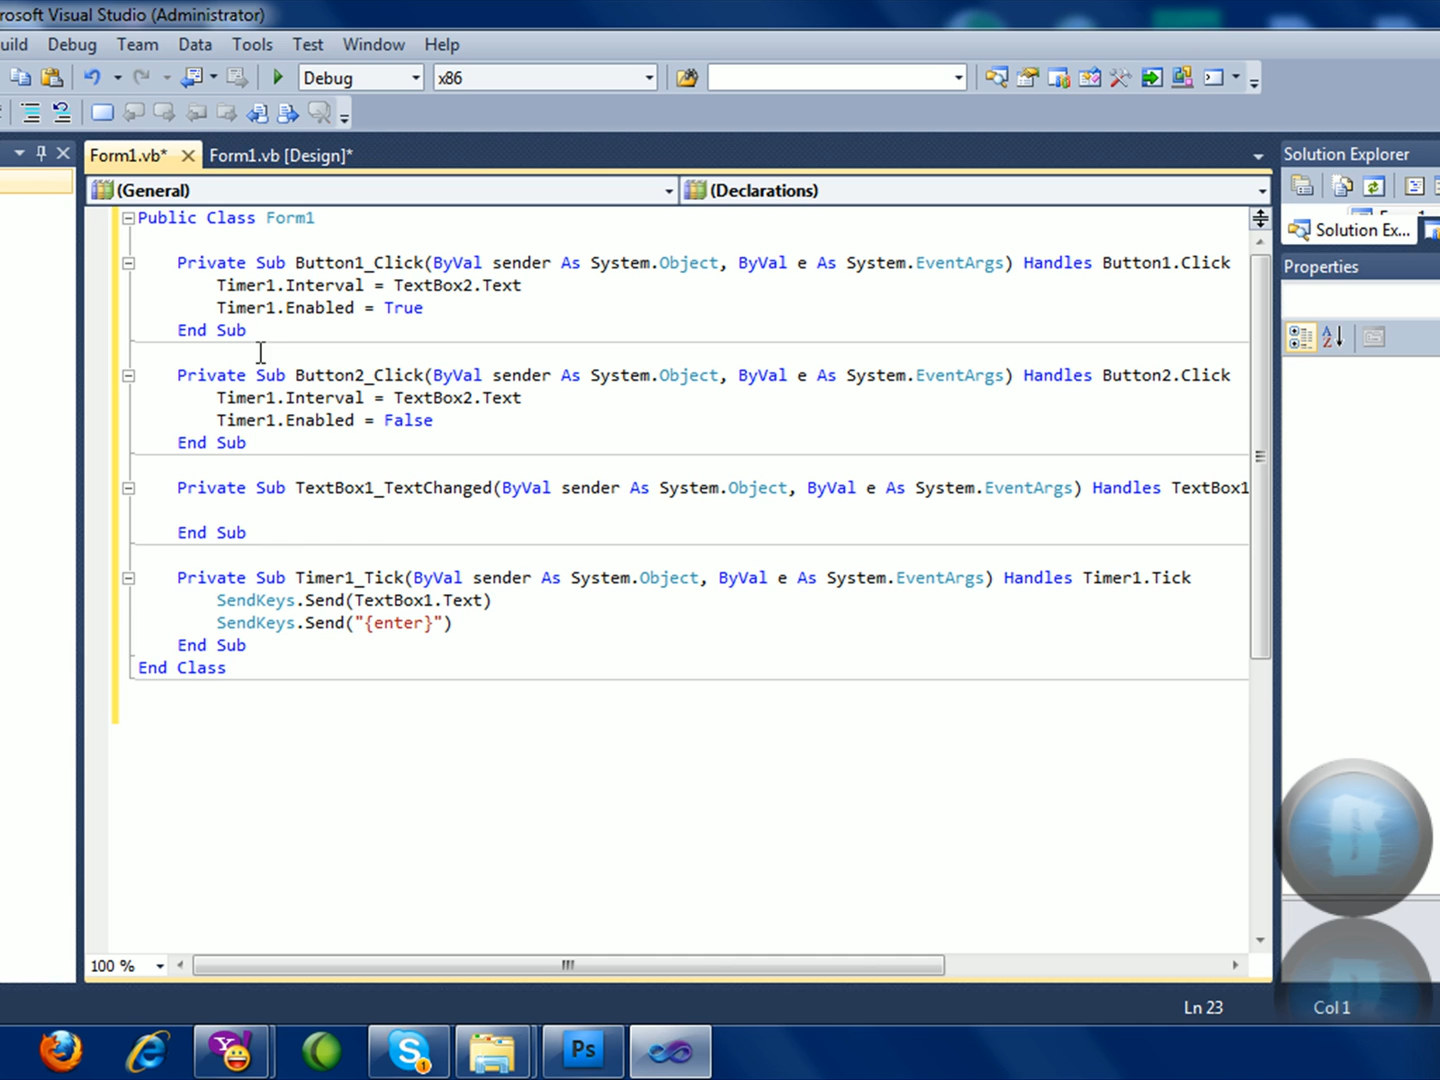 rosoft Visual Studio (Administrator)
uild Debug Team Data Tools Test Window Help
Debug x86
Form1.vb* Form1.vb [Design]* Solution Explorer
(General) (Declarations)
Solution Ex...
Properties
Public Class Form1
Private Sub Button1_Click(ByVal sender As System.Object, ByVal e As System.EventArgs) Handles Button1.Click
Timer1.Interval = TextBox2.Text
Timer1.Enabled = True
End Sub
Private Sub Button2_Click(ByVal sender As System.Object, ByVal e As System.EventArgs) Handles Button2.Click
Timer1.Interval = TextBox2.Text
Timer1.Enabled = False
End Sub
Private Sub TextBox1_TextChanged(ByVal sender As System.Object, ByVal e As System.EventArgs) Handles TextBox1
End Sub
Private Sub Timer1_Tick(ByVal sender As System.Object, ByVal e As System.EventArgs) Handles Timer1.Tick
SendKeys.Send(TextBox1.Text)
SendKeys.Send("{enter}")
End Sub
End Class
100 %
Ln 23 Col 1
Ps